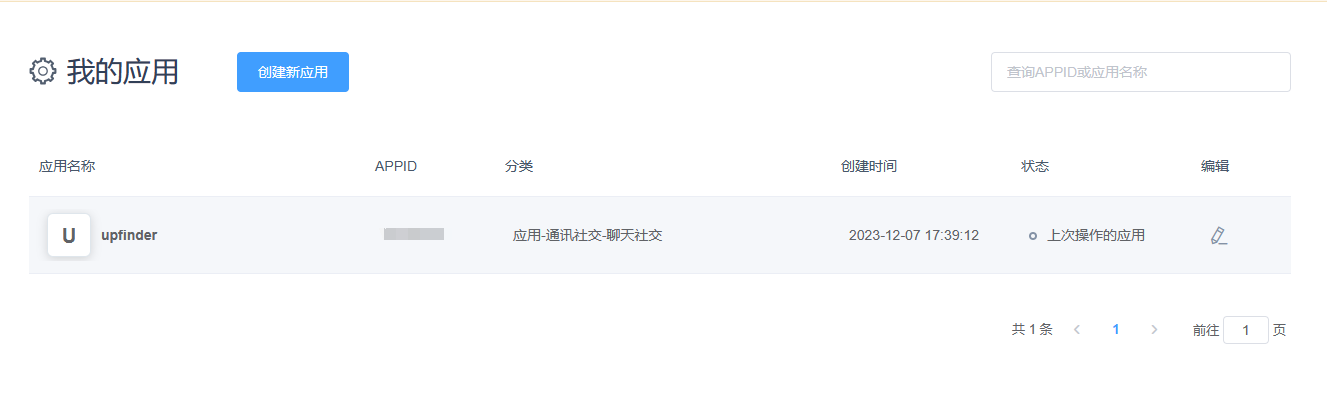 我的应用 创建新应用 查询APPID或应用名称
应用名称 APPID 分类 创建时间 状态 编辑
U upfinder 应用-通讯社交-聊天社交 2023-12-07 17:39:12 上次操作的应用
共 1 条 1 前往 1 页